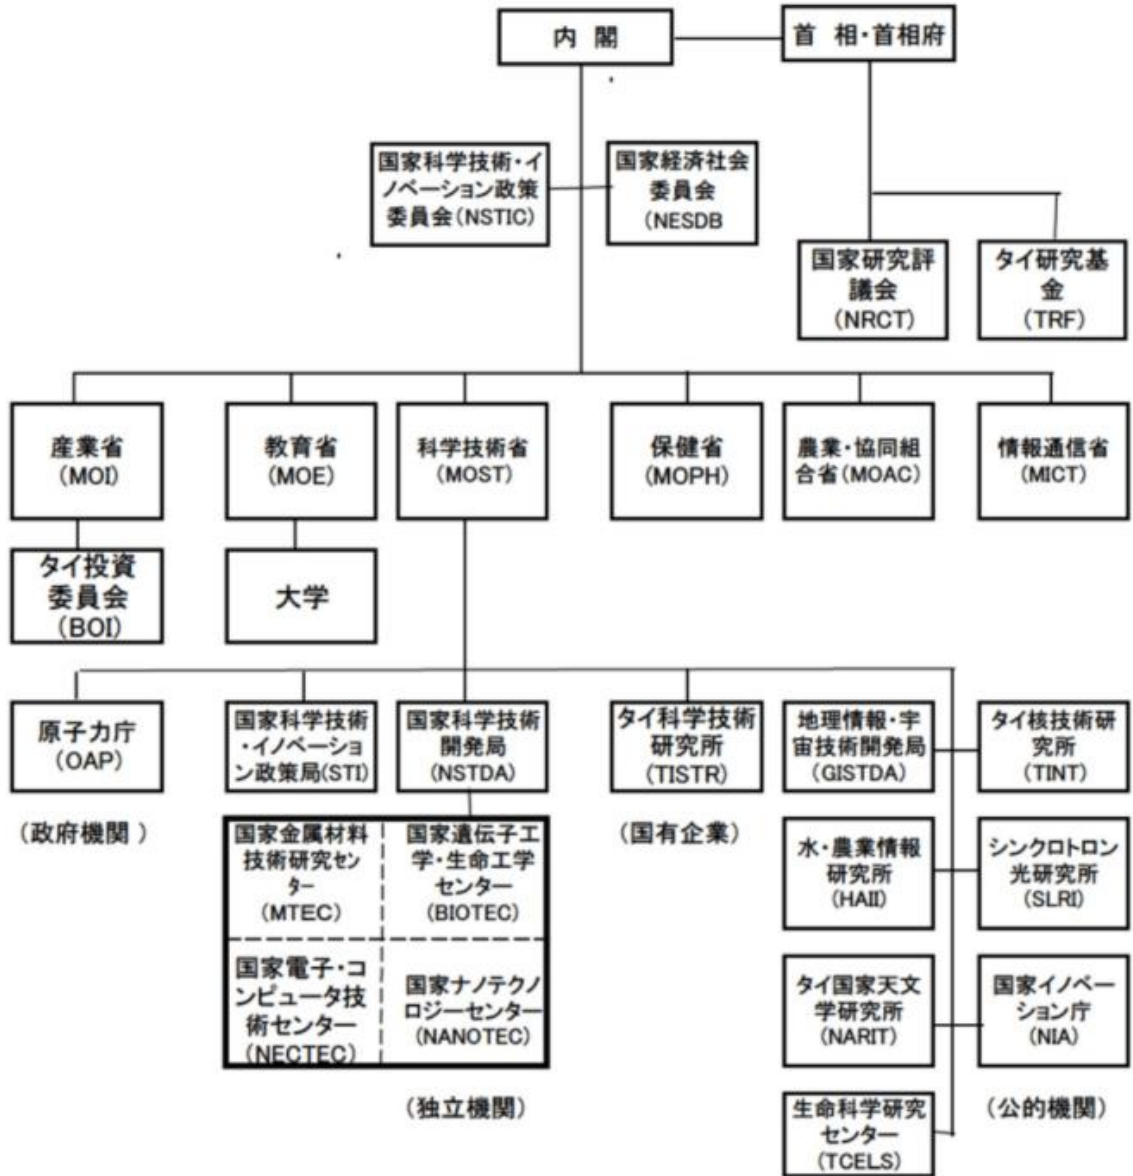 内 閣
首 相・首相府
国家科学技術・イ
ノベーション政策
委員会(NSTIC)
国家経済社会
委員会
(NESDB
国家研究評
議会
(NRCT)
タイ研究基
金
(TRF)
産業省
(MOI)
教育省
(MOE)
科学技術省
(MOST)
保健省
(MOPH)
農業・協同組
合省(MOAC)
情報通信省
(MICT)
タイ投資
委員会
(BOI)
大学
原子力庁
(OAP)
国家科学技術
・イノベーショ
ン政策局(STI)
国家科学技術
開発局
(NSTDA)
タイ科学技術
研究所
(TISTR)
地理情報・宇
宙技術開発局
(GISTDA)
タイ核技術研
究所
(TINT)
(政府機関 )
国家金属材料
技術研究セン
ター
(MTEC)
国家遺伝子工
学・生命工学
センター
(BIOTEC)
(国有企業)
水・農業情報
研究所
(HAII)
シンクロトロン
光研究所
(SLRI)
国家電子・コ
ンピュータ技
術センター
(NECTEC)
国家ナノテクノ
ロジーセンター
(NANOTEC)
タイ国家天文
学研究所
(NARIT)
国家イノベー
ション庁
(NIA)
(独立機関)
生命科学研究
センター
(TCELS)
(公的機関)